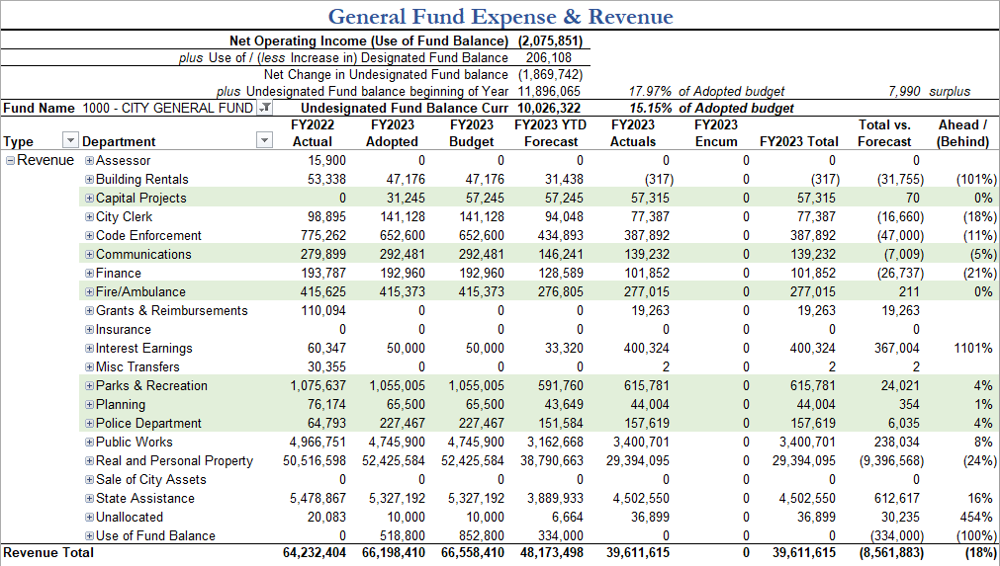 General Fund Expense & Revenue
Net Operating Income (Use of Fund Balance) (2,075,851)
plus Use of / (less Increase in) Designated Fund Balance 206,108
Net Change in Undesignated Fund balance (1,869,742)
plus Undesignated Fund balance beginning of Year 11,896,065 17.97% of Adopted budget 7,990 surplus
Fund Name 1000 - CITY GENERAL FUND Undesignated Fund Balance Curr 10,026,322 15.15% of Adopted budget
FY2022 FY2023 FY2023 FY2023 YTD FY2023 FY2023 Total vs. Ahead /
Type Department Actual Adopted Budget Forecast Actuals Encum FY2023 Total Forecast (Behind)
Revenue Assessor 15,900 0 0 0 0 0 0 0
Building Rentals 53,338 47,176 47,176 31,438 (317) 0 (317) (31,755) (101%)
Capital Projects 0 31,245 57,245 57,245 57,315 0 57,315 70 0%
City Clerk 98,895 141,128 141,128 94,048 77,387 0 77,387 (16,660) (18%)
Code Enforcement 775,262 652,600 652,600 434,893 387,892 0 387,892 (47,000) (11%)
Communications 279,899 292,481 292,481 146,241 139,232 0 139,232 (7,009) (5%)
Finance 193,787 192,960 192,960 128,589 101,852 0 101,852 (26,737) (21%)
Fire/Ambulance 415,625 415,373 415,373 276,805 277,015 0 277,015 211 0%
Grants & Reimbursements 110,094 0 0 0 19,263 0 19,263 19,263
Insurance 0 0 0 0 0 0 0 0
Interest Earnings 60,347 50,000 50,000 33,320 400,324 0 400,324 367,004 1101%
Misc Transfers 30,355 0 0 0 2 0 2 2
Parks & Recreation 1,075,637 1,055,005 1,055,005 591,760 615,781 0 615,781 24,021 4%
Planning 76,174 65,500 65,500 43,649 44,004 0 44,004 354 1%
Police Department 64,793 227,467 227,467 151,584 157,619 0 157,619 6,035 4%
Public Works 4,966,751 4,745,900 4,745,900 3,162,668 3,400,701 0 3,400,701 238,034 8%
Real and Personal Property 50,516,598 52,425,584 52,425,584 38,790,663 29,394,095 0 29,394,095 (9,396,568) (24%)
Sale of City Assets 0 0 0 0 0 0 0 0
State Assistance 5,478,867 5,327,192 5,327,192 3,889,933 4,502,550 0 4,502,550 612,617 16%
Unallocated 20,083 10,000 10,000 6,664 36,899 0 36,899 30,235 454%
Use of Fund Balance 0 518,800 852,800 334,000 0 0 0 (334,000) (100%)
Revenue Total 64,232,404 66,198,410 66,558,410 48,173,498 39,611,615 0 39,611,615 (8,561,883) (18%)